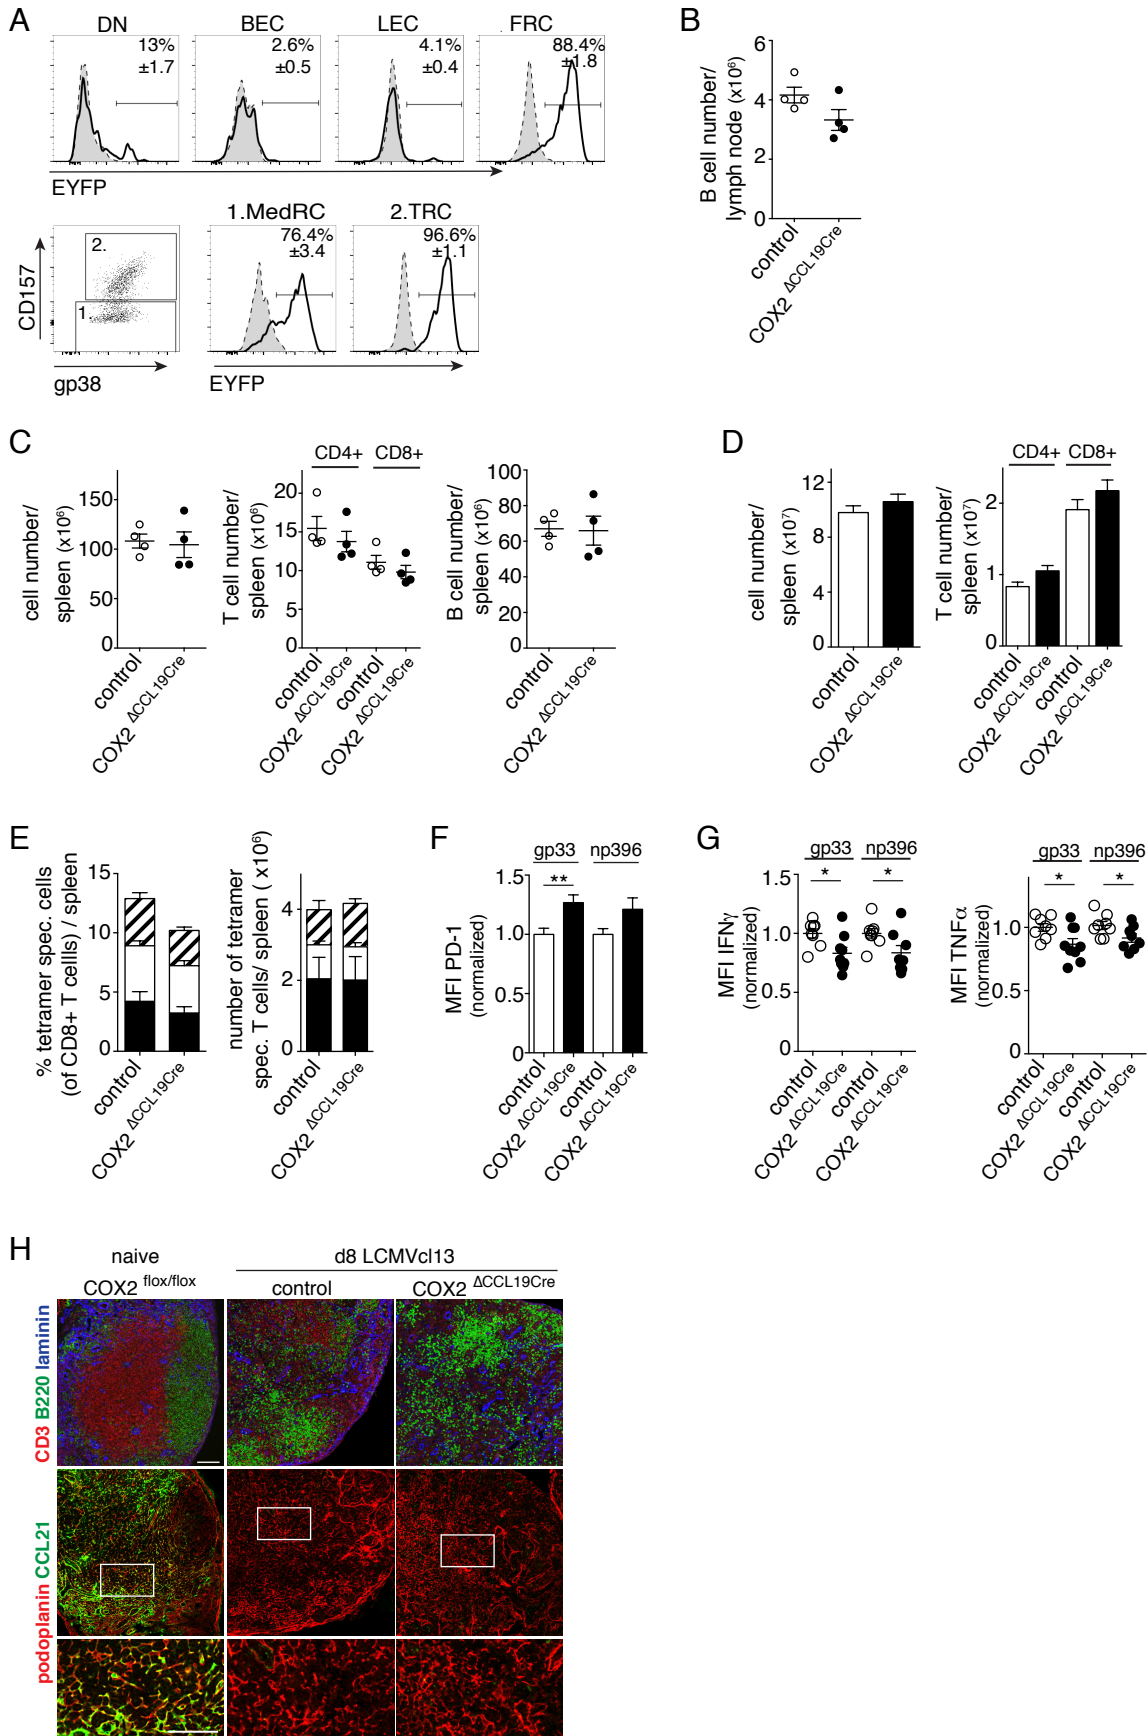 A
DN
BEC
LEC
FRC
13%
±1.7
2.6%
±0.5
4.1%
±0.4
88.4%
±1.8
EYFP
1.MedRC
2.TRC
CD157
2.
1.
76.4%
±3.4
96.6%
±1.1
gp38
EYFP
B
B cell number/
lymph node (x10⁶)
6
4
2
0
control
COX2 ΔCCL19Cre
C
cell number/
spleen (x10⁶)
150
100
50
0
control
COX2 ΔCCL19Cre
CD4+ CD8+
T cell number/
spleen (x10⁶)
20
15
10
5
0
control
COX2 ΔCCL19Cre
control
COX2 ΔCCL19Cre
B cell number/
spleen (x10⁶)
100
80
60
40
20
0
control
COX2 ΔCCL19Cre
D
cell number/
spleen (x10⁷)
12
8
4
0
control
COX2 ΔCCL19Cre
CD4+ CD8+
T cell number/
spleen (x10⁷)
2
1
0
control
COX2 ΔCCL19Cre
control
COX2 ΔCCL19Cre
E
% tetramer spec. cells
(of CD8+ T cells) / spleen
15
10
5
0
control
COX2 ΔCCL19Cre
number of tetramer
spec. T cells/ spleen ( x10⁶)
4
2
0
control
COX2 ΔCCL19Cre
F
gp33 np396
**
MFI PD-1
(normalized)
1.5
1.0
0.5
0
control
COX2 ΔCCL19Cre
control
COX2 ΔCCL19Cre
G
gp33 np396
* *
MFI IFNγ
(normalized)
1.5
1.0
0.5
0
control
COX2 ΔCCL19Cre
control
COX2 ΔCCL19Cre
gp33 np396
* *
MFI TNFα
(normalized)
1.0
0.5
0
control
COX2 ΔCCL19Cre
control
COX2 ΔCCL19Cre
H
naive
d8 LCMVcl13
COX2 flox/flox
control
COX2 ΔCCL19Cre
CD3 B220 laminin
podoplanin CCL21